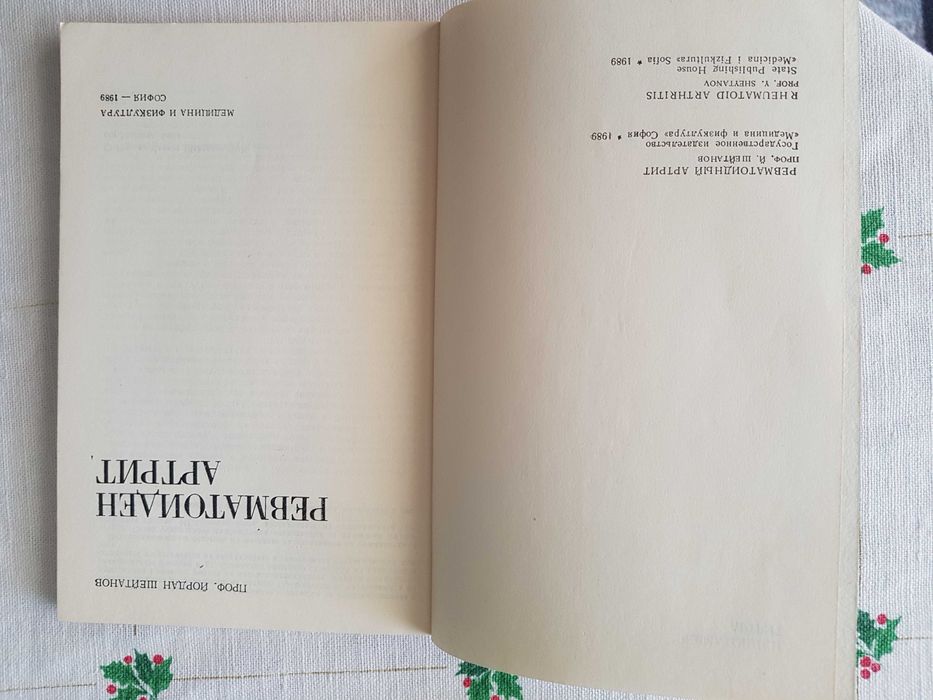 РЕВМАТОИДНЫЙ АРТРИТ
ПРОФ. Й. ШЕЙТАНОВ
Государственное издательство
«Медицина и физкультура» София * 1989
RHEUMATOID ARTHRITIS
PROF. Y. SHEYTANOV
State Publishing House
«Medicina i Fizkultura» Sofia * 1989
ПРОФ. ЙОРДАН ШЕЙТАНОВ
РЕВМАТОИДЕН
АРТРИТ
МЕДИЦИНА И ФИЗКУЛТУРА
СОФИЯ — 1989